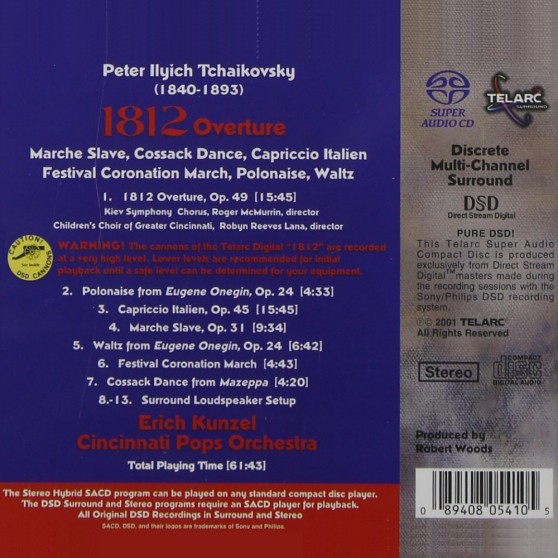 Peter Ilyich Tchaikovsky
(1840-1893)
1812 Overture
Marche Slave, Cossack Dance, Capriccio Italien
Festival Coronation March, Polonaise, Waltz
1. 1812 Overture, Op. 49 [15:45]
Kiev Symphony Chorus, Roger McMurrin, director
Children's Choir of Greater Cincinnati, Robyn Reeves Lana, director
CAUTION!
DSD CANNONS
WARNING! The cannons of the Telarc Digital "1812" are recorded
at a very high level. Lower levels are recommended for initial
playback until a safe level can be determined for your equipment.
2. Polonaise from Eugene Onegin, Op. 24 [4:33]
3. Capriccio Italien, Op. 45 [15:45]
4. Marche Slave, Op. 31 [9:34]
5. Waltz from Eugene Onegin, Op. 24 [6:42]
6. Festival Coronation March [4:43]
7. Cossack Dance from Mazeppa [4:20]
8.-13. Surround Loudspeaker Setup
Erich Kunzel
Cincinnati Pops Orchestra
Total Playing Time [61:43]
The Stereo Hybrid SACD program can be played on any standard compact disc player.
The DSD Surround and Stereo programs require an SACD player for playback.
All Original DSD Recordings in Surround and Stereo
SACD, DSD, and their logos are trademarks of Sony and Philips.
SUPER
AUDIO CD
TELARC
SURROUND
Discrete
Multi-Channel
Surround
DSD
Direct Stream Digital
PURE DSD!
This Telarc Super Audio
Compact Disc is produced
exclusively from Direct Stream
Digital™ masters made during
the recording sessions with the
Sony/Philips DSD recording
system.
℗© 2001 TELARC®
All Rights Reserved
Stereo
COMPACT
disc
DIGITAL AUDIO
Produced by
Robert Woods
0 89408 05410 5